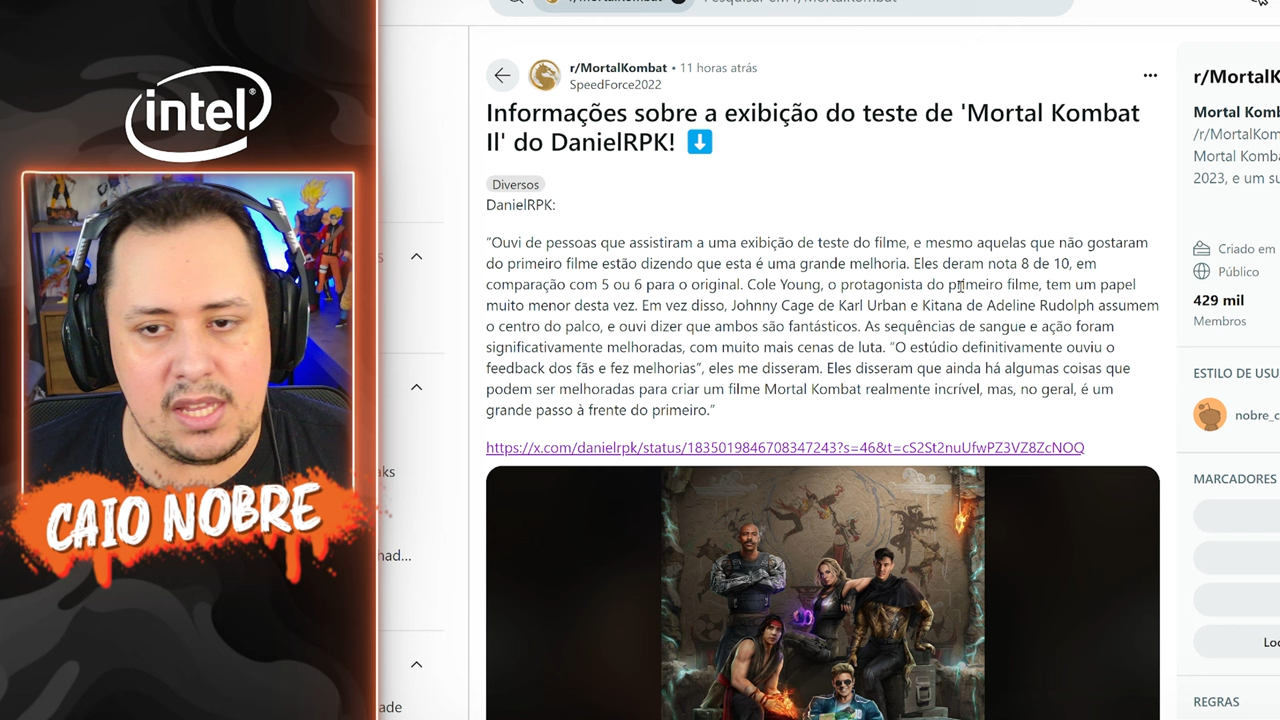 intel®
CAIO NOBRE
r/MortalKombat • 11 horas atrás
SpeedForce2022
Informações sobre a exibição do teste de 'Mortal Kombat
II' do DanielRPK! ⬇️
Diversos
DanielRPK:
"Ouvi de pessoas que assistiram a uma exibição de teste do filme, e mesmo aquelas que não gostaram
do primeiro filme estão dizendo que esta é uma grande melhoria. Eles deram nota 8 de 10, em
comparação com 5 ou 6 para o original. Cole Young, o protagonista do primeiro filme, tem um papel
muito menor desta vez. Em vez disso, Johnny Cage de Karl Urban e Kitana de Adeline Rudolph assumem
o centro do palco, e ouvi dizer que ambos são fantásticos. As sequências de sangue e ação foram
significativamente melhoradas, com muito mais cenas de luta. "O estúdio definitivamente ouviu o
feedback dos fãs e fez melhorias", eles me disseram. Eles disseram que ainda há algumas coisas que
podem ser melhoradas para criar um filme Mortal Kombat realmente incrível, mas, no geral, é um
grande passo à frente do primeiro."
https://x.com/danielrpk/status/1835019846708347243?s=46&t=cS2St2nuUfwPZ3VZ8ZcNOQ
s
aks
had...
ade
r/MortalK
Mortal Komb
/r/MortalKom
Mortal Komba
2023, e um su
Criado em
Público
429 mil
Membros
ESTILO DE USU
nobre_c
MARCADORES
Loc
REGRAS